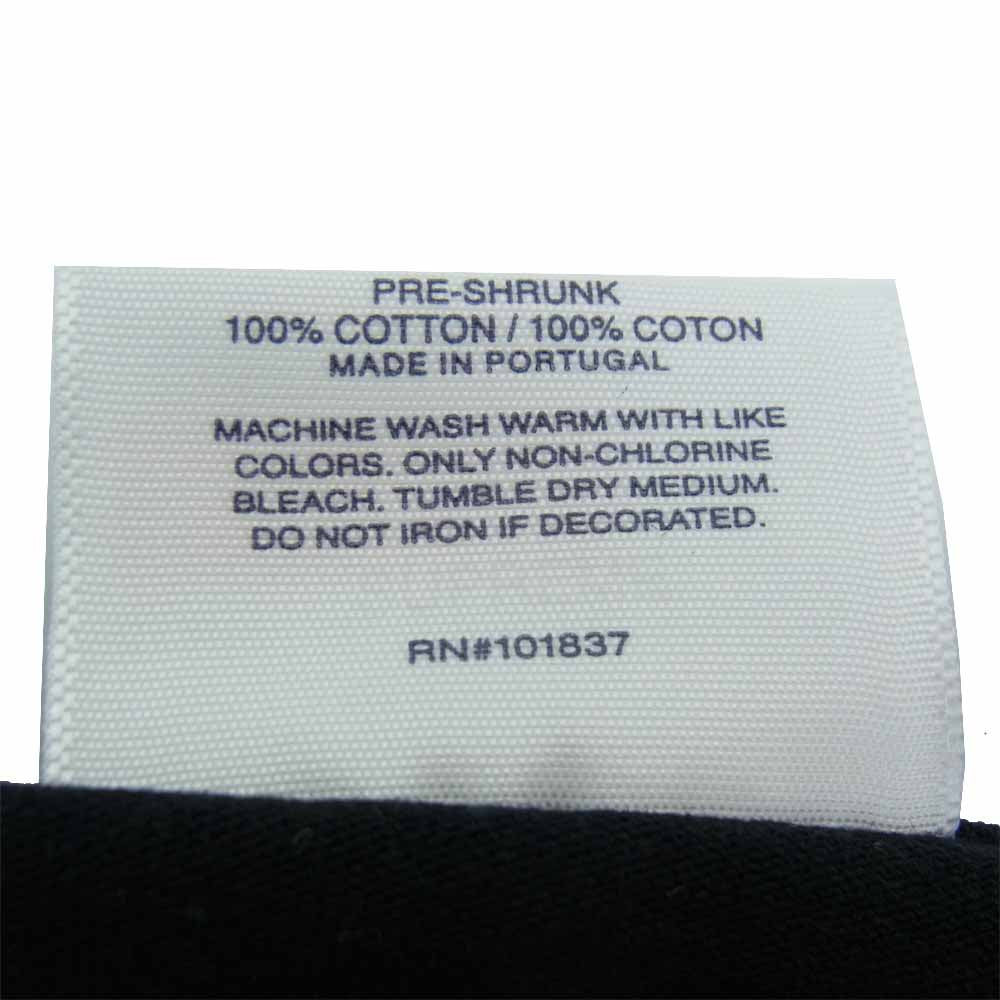 PRE-SHRUNK
100% COTTON / 100% COTON
MADE IN PORTUGAL
MACHINE WASH WARM WITH LIKE
COLORS. ONLY NON-CHLORINE
BLEACH. TUMBLE DRY MEDIUM.
DO NOT IRON IF DECORATED.
RN#101837